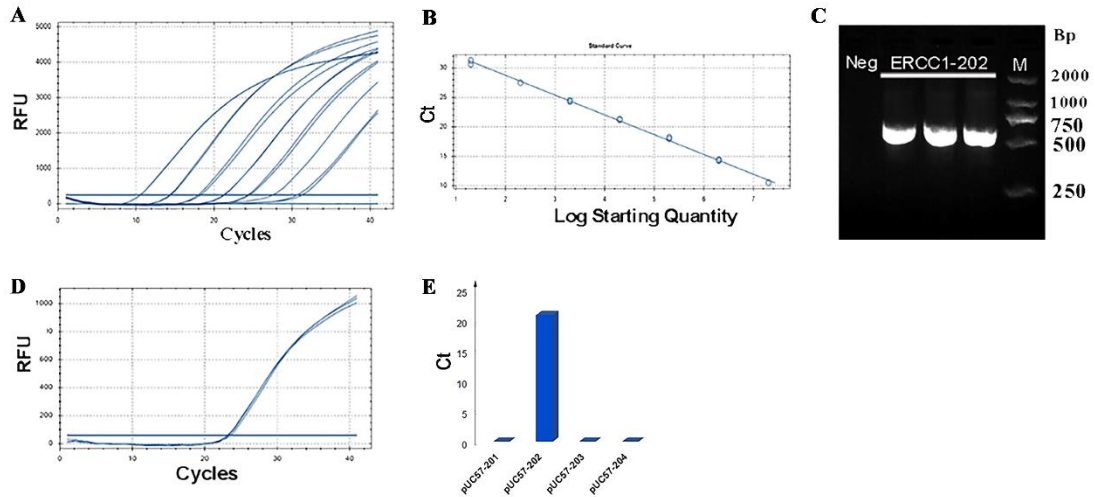 A
5000
4000
3000
2000
1000
0
RFU
0 10 20 30 40
Cycles
B
Standard Curve
30
25
20
15
10
Ct
1 2 3 4 5 6 7
Log Starting Quantity
C
Bp
Neg ERCC1-202 M
2000
1000
750
500
250
D
1000
800
600
400
200
0
RFU
0 10 20 30 40
Cycles
E
25
20
15
10
5
0
Ct
pUC57-201
pUC57-202
pUC57-203
pUC57-204